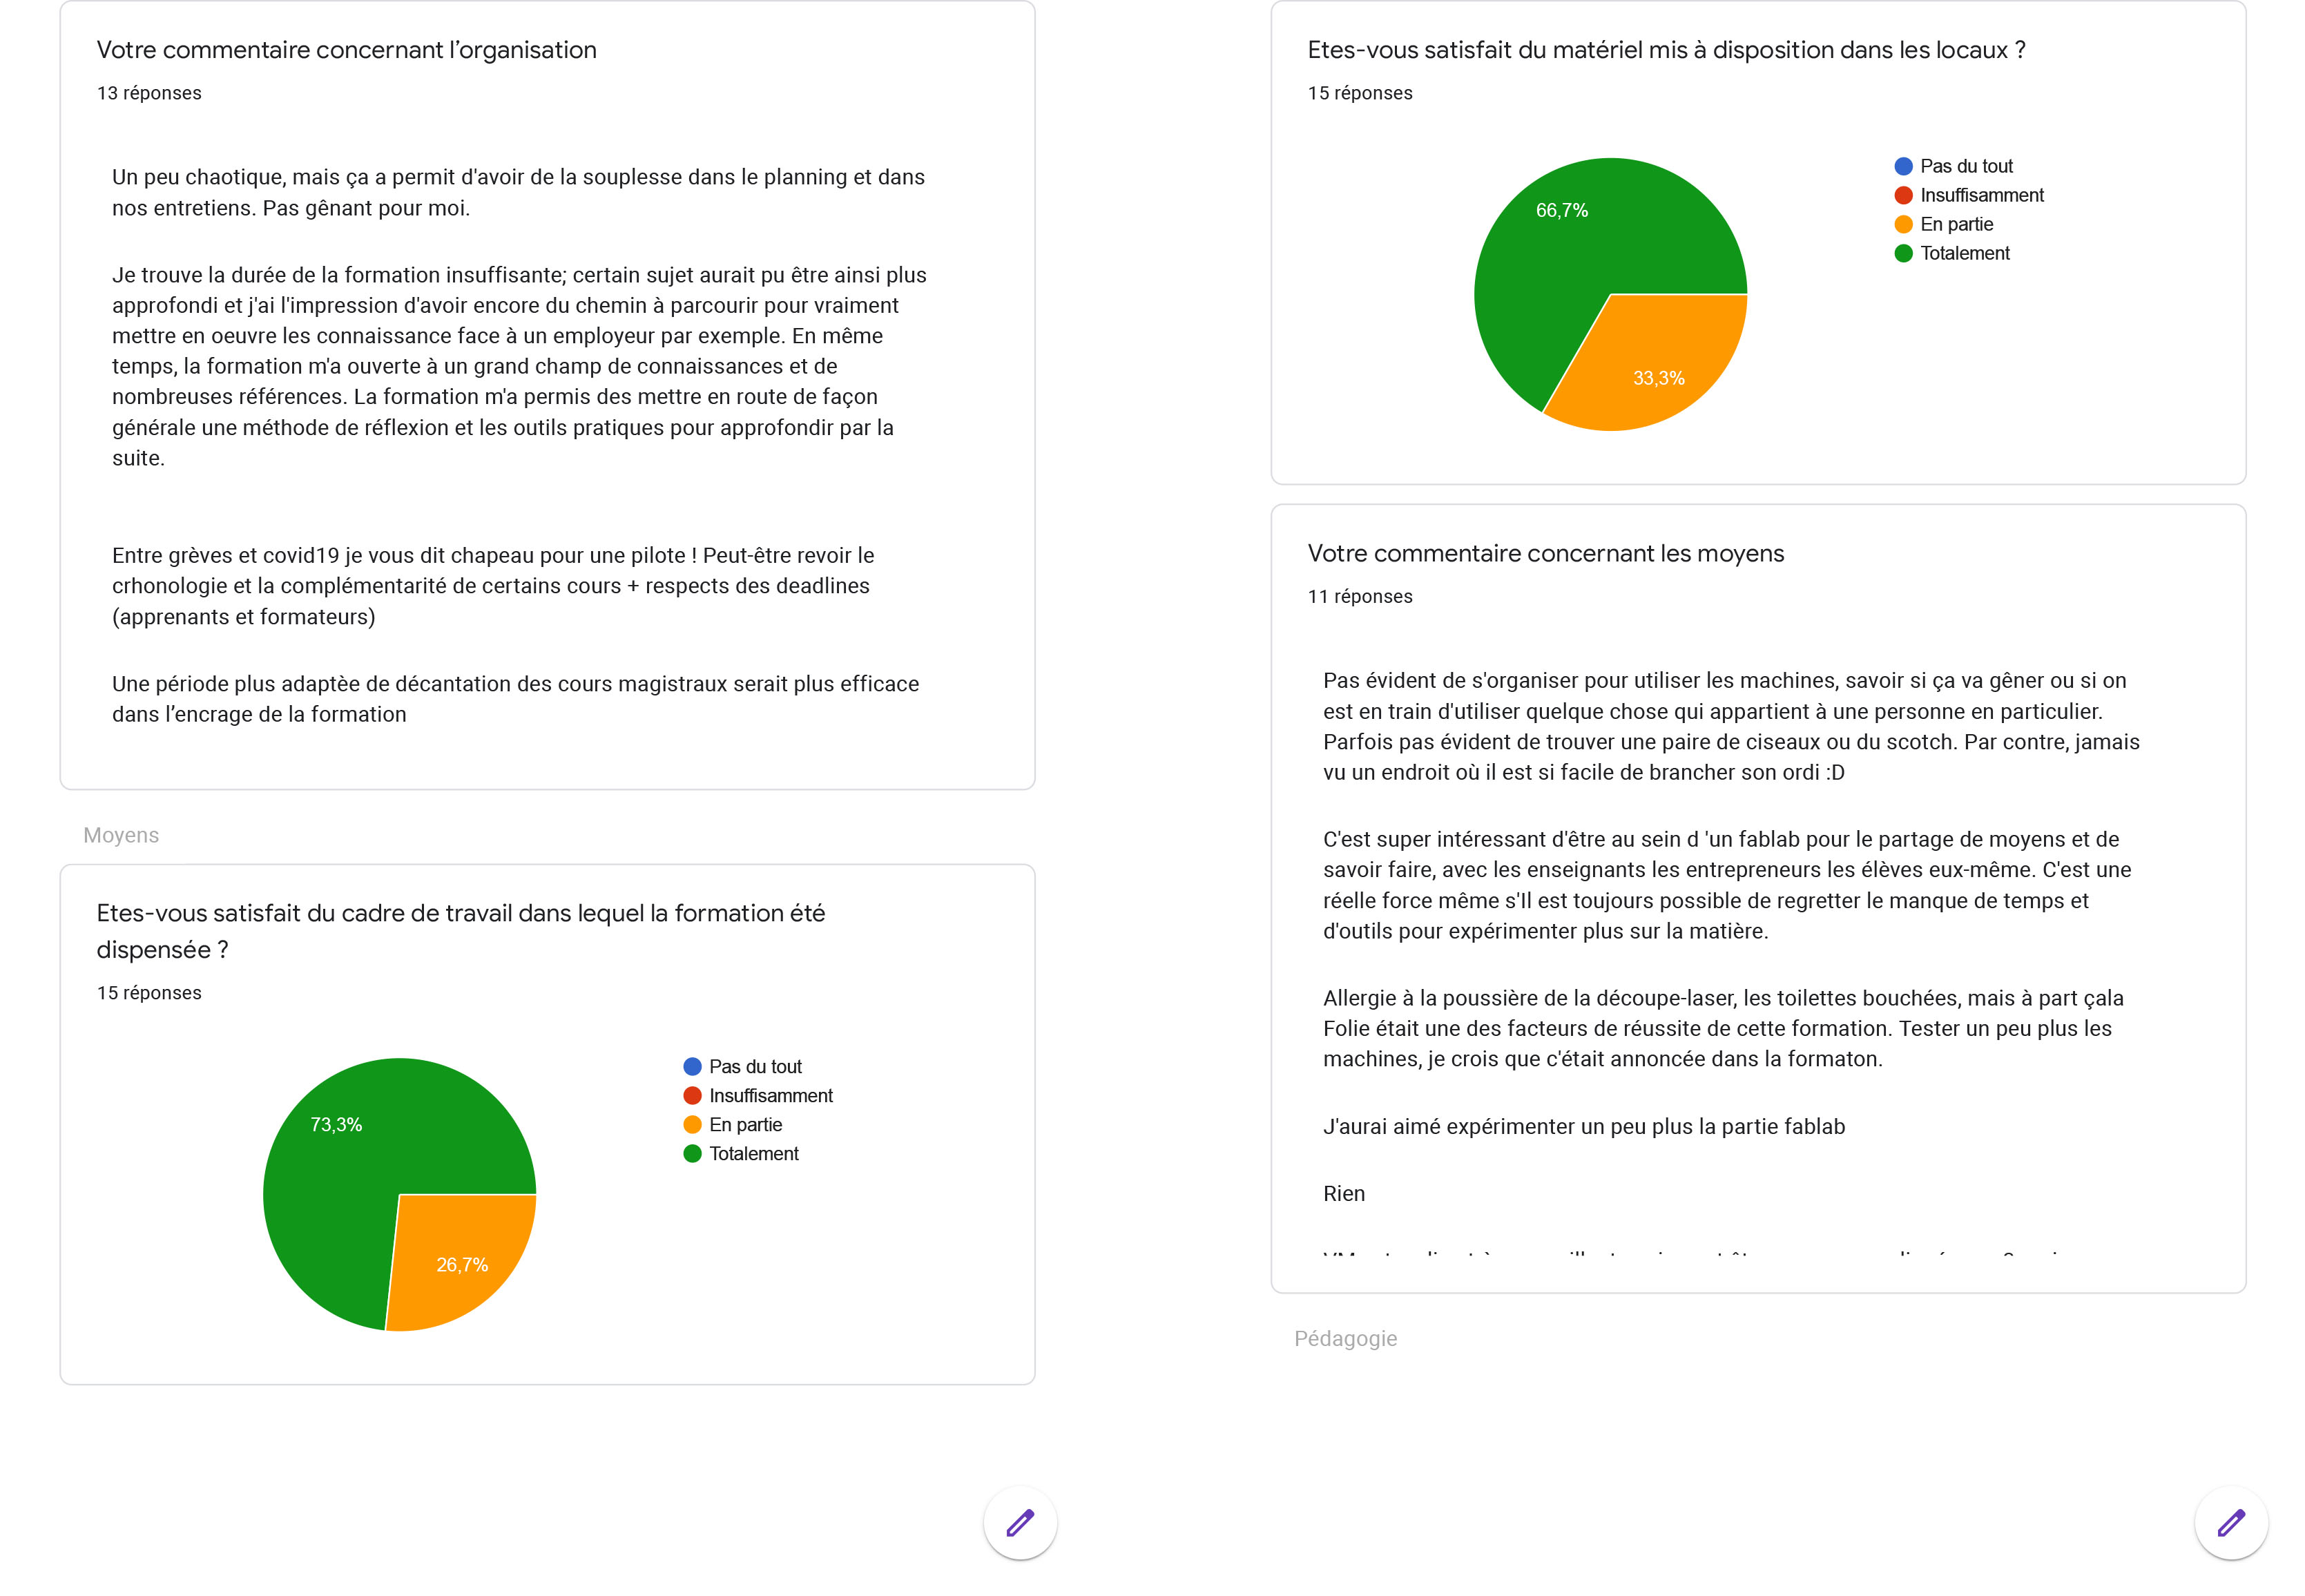 Votre commentaire concernant l’organisation
13 réponses
Un peu chaotique, mais ça a permit d'avoir de la souplesse dans le planning et dans
nos entretiens. Pas gênant pour moi.
Je trouve la durée de la formation insuffisante; certain sujet aurait pu être ainsi plus
approfondi et j'ai l'impression d'avoir encore du chemin à parcourir pour vraiment
mettre en oeuvre les connaissance face à un employeur par exemple. En même
temps, la formation m'a ouverte à un grand champ de connaissances et de
nombreuses références. La formation m'a permis des mettre en route de façon
générale une méthode de réflexion et les outils pratiques pour approfondir par la
suite.
Entre grèves et covid19 je vous dit chapeau pour une pilote ! Peut-être revoir le
crhonologie et la complémentarité de certains cours + respects des deadlines
(apprenants et formateurs)
Une période plus adaptèe de décantation des cours magistraux serait plus efficace
dans l’encrage de la formation
Moyens
Etes-vous satisfait du cadre de travail dans lequel la formation été
dispensée ?
15 réponses
73,3%
26,7%
Pas du tout
Insuffisamment
En partie
Totalement
Etes-vous satisfait du matériel mis à disposition dans les locaux ?
15 réponses
66,7%
33,3%
Pas du tout
Insuffisamment
En partie
Totalement
Votre commentaire concernant les moyens
11 réponses
Pas évident de s'organiser pour utiliser les machines, savoir si ça va gêner ou si on
est en train d'utiliser quelque chose qui appartient à une personne en particulier.
Parfois pas évident de trouver une paire de ciseaux ou du scotch. Par contre, jamais
vu un endroit où il est si facile de brancher son ordi :D
C'est super intéressant d'être au sein d 'un fablab pour le partage de moyens et de
savoir faire, avec les enseignants les entrepreneurs les élèves eux-même. C'est une
réelle force même s'Il est toujours possible de regretter le manque de temps et
d'outils pour expérimenter plus sur la matière.
Allergie à la poussière de la découpe-laser, les toilettes bouchées, mais à part çala
Folie était une des facteurs de réussite de cette formation. Tester un peu plus les
machines, je crois que c'était annoncée dans la formaton.
J'aurai aimé expérimenter un peu plus la partie fablab
Rien
Pédagogie